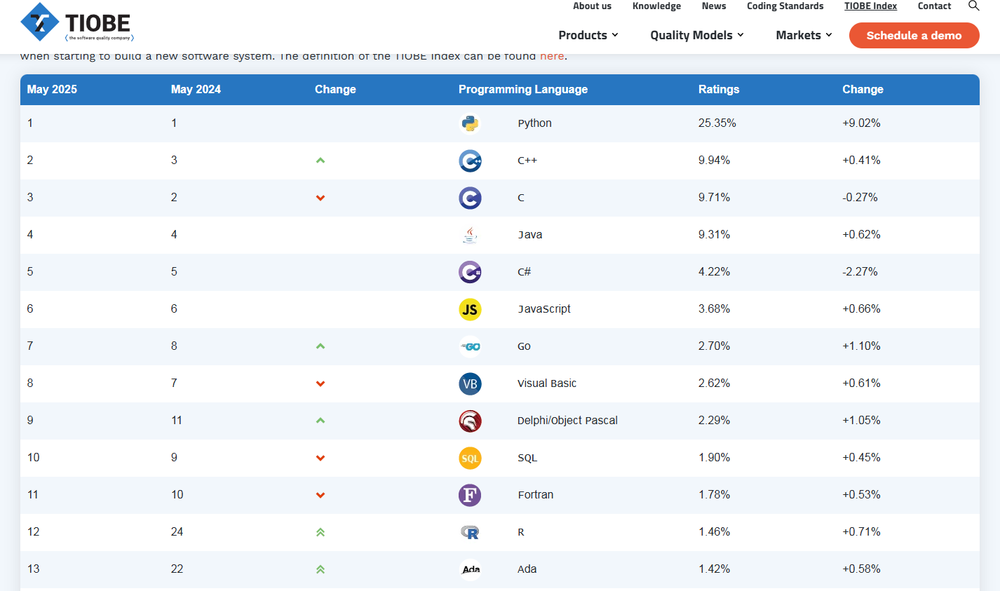 About us Knowledge News Coding Standards TIOBE Index Contact
TIOBE
(the software quality company)
Products Quality Models Markets Schedule a demo
when starting to build a new software system. The definition of the TIOBE index can be found here.
May 2025 May 2024 Change Programming Language Ratings Change
1 1 Python 25.35% +9.02%
2 3 C++ 9.94% +0.41%
3 2 C 9.71% -0.27%
4 4 Java 9.31% +0.62%
5 5 C# 4.22% -2.27%
6 6 JS JavaScript 3.68% +0.66%
7 8 GO Go 2.70% +1.10%
8 7 VB Visual Basic 2.62% +0.61%
9 11 Delphi/Object Pascal 2.29% +1.05%
10 9 SQL SQL 1.90% +0.45%
11 10 F Fortran 1.78% +0.53%
12 24 R R 1.46% +0.71%
13 22 Ada Ada 1.42% +0.58%